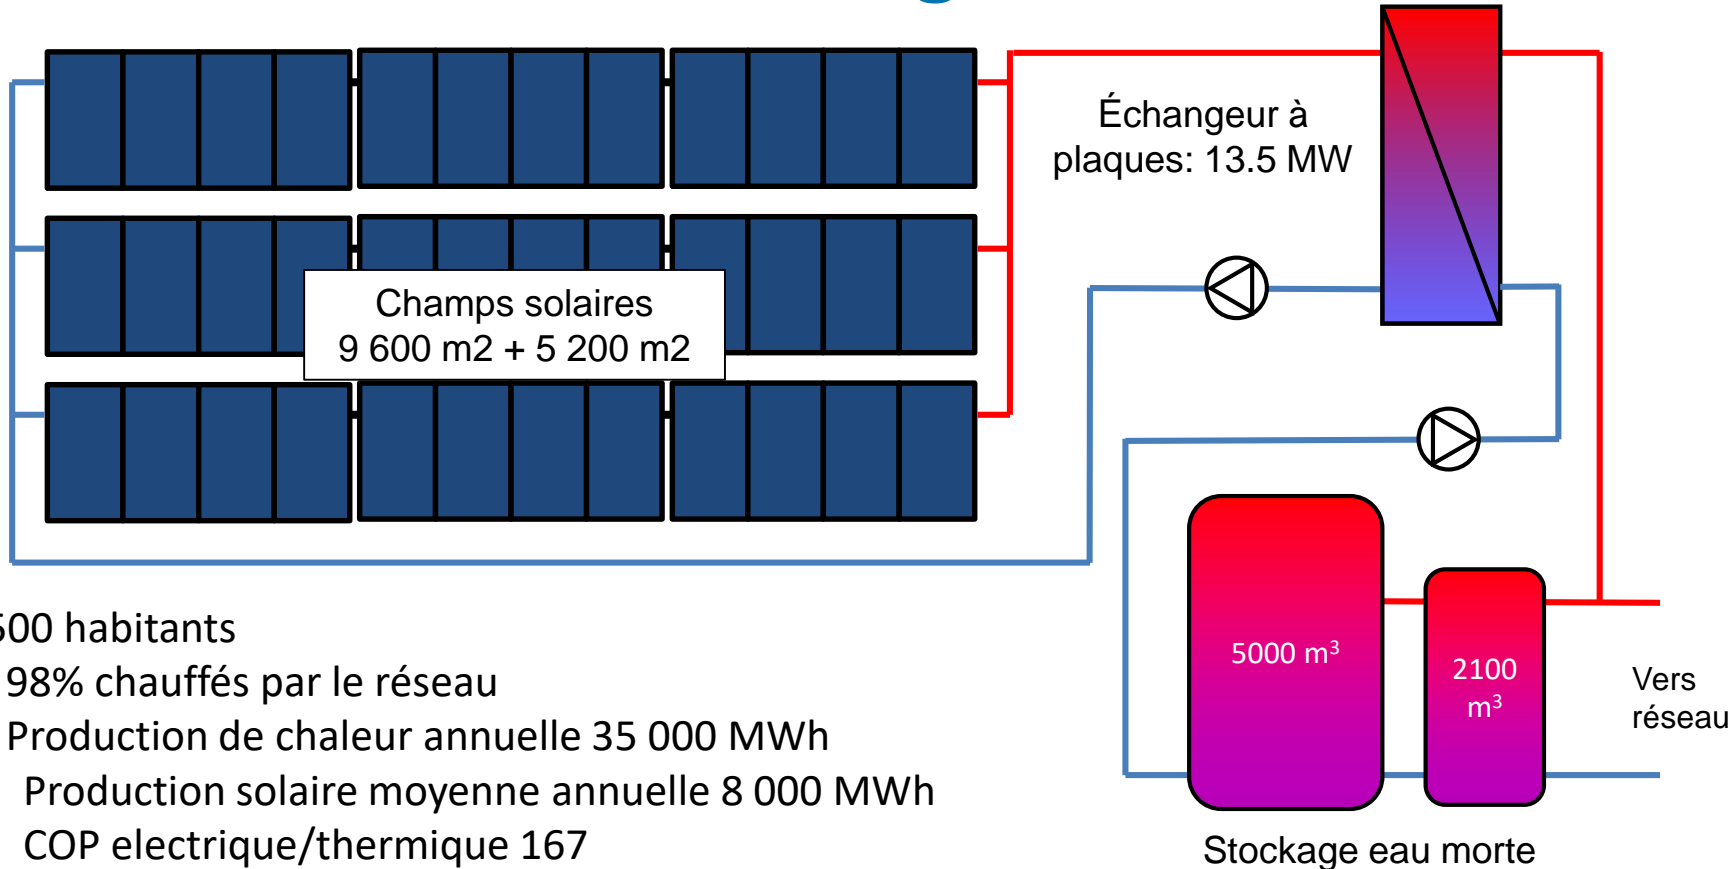 Échangeur à
plaques: 13.5 MW
Champs solaires
9 600 m2 + 5 200 m2
5000 m³
2100
m³
Vers
réseau
Stockage eau morte
500 habitants
98% chauffés par le réseau
Production de chaleur annuelle 35 000 MWh
Production solaire moyenne annuelle 8 000 MWh
COP electrique/thermique 167